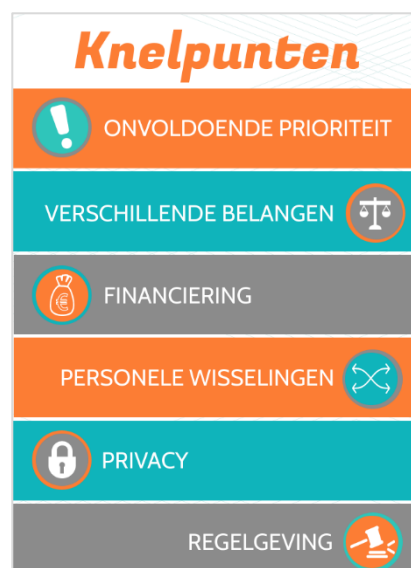 Knelpunten
ONVOLDOENDE PRIORITEIT
VERSCHILLENDE BELANGEN
FINANCIERING
PERSONELE WISSELINGEN
PRIVACY
REGELGEVING